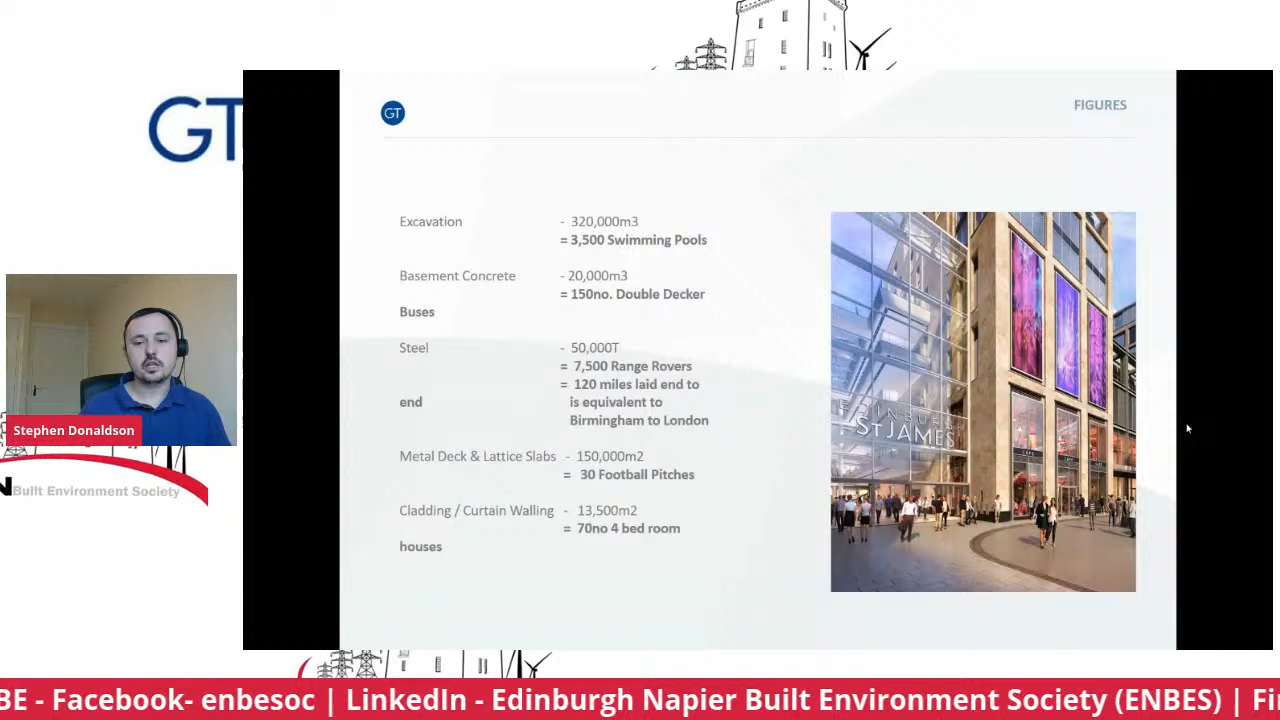 GT
GT
FIGURES
Excavation - 320,000m3
= 3,500 Swimming Pools
Basement Concrete - 20,000m3
= 150no. Double Decker
Buses
Steel - 50,000T
= 7,500 Range Rovers
= 120 miles laid end to
end is equivalent to
Birmingham to London
Metal Deck & Lattice Slabs - 150,000m2
= 30 Football Pitches
Cladding / Curtain Walling - 13,500m2
= 70no 4 bed room
houses
EDINBURGH
ST JAMES
Stephen Donaldson
N Built Environment Society
BE - Facebook- enbesoc | LinkedIn - Edinburgh Napier Built Environment Society (ENBES) | Fi